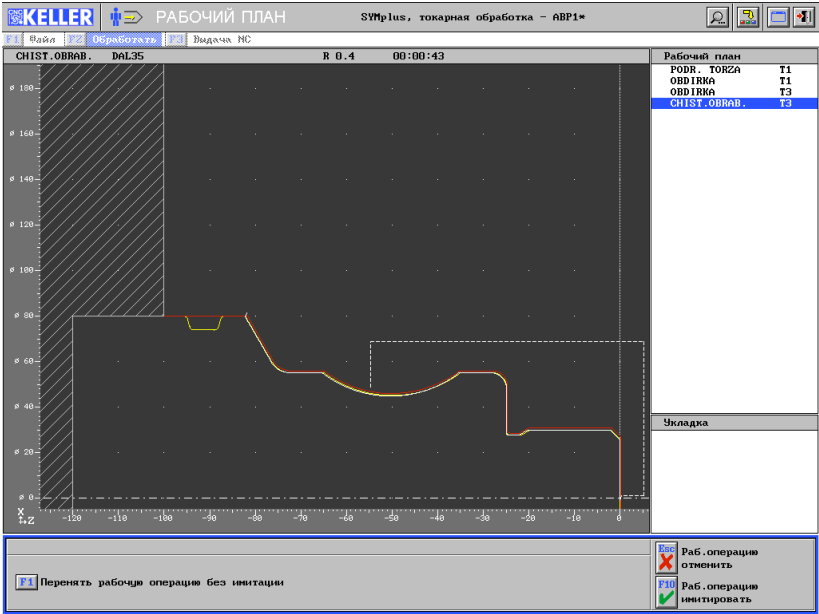 CNC KELLER РАБОЧИЙ ПЛАН SYMplus, токарная обработка - ABP1*
F1 Файл F2 Обработать F3 Выдача NC
CHIST.OBRAB. DAL35 R 0.4 00:00:43
Рабочий план
PODR. TORZA T1
OBDIRKA T1
OBDIRKA T3
CHIST.OBRAB. T3
ø 180
ø 160
ø 140
ø 120
ø 100
ø 80
ø 60
ø 40
ø 20
ø 0
Укладка
X
Z
-120 -110 -100 -90 -80 -70 -60 -50 -40 -30 -20 -10 0
F1 Перенять рабочую операцию без имитации
Esc Раб.операцию
отменить
F10 Раб.операцию
имитировать